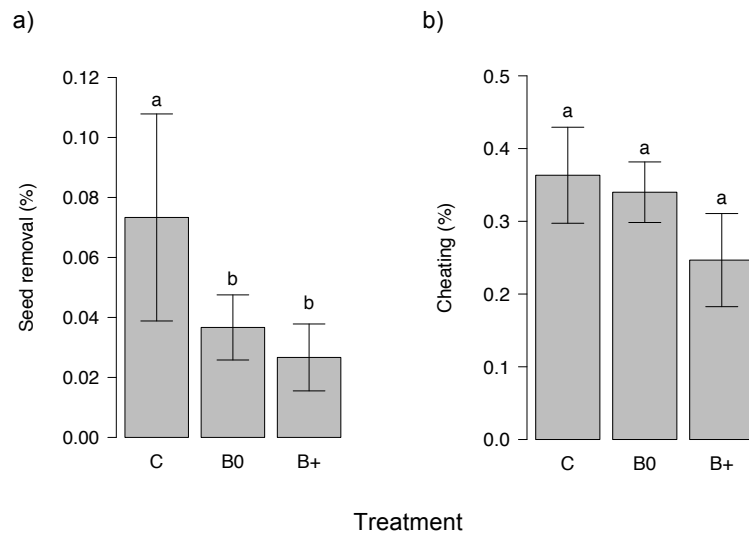 a)
Seed removal (%)
0.12
0.10
0.08
0.06
0.04
0.02
0.00
a
b
b
C B0 B+
b)
Cheating (%)
0.5
0.4
0.3
0.2
0.1
0.0
a
a
a
C B0 B+
Treatment